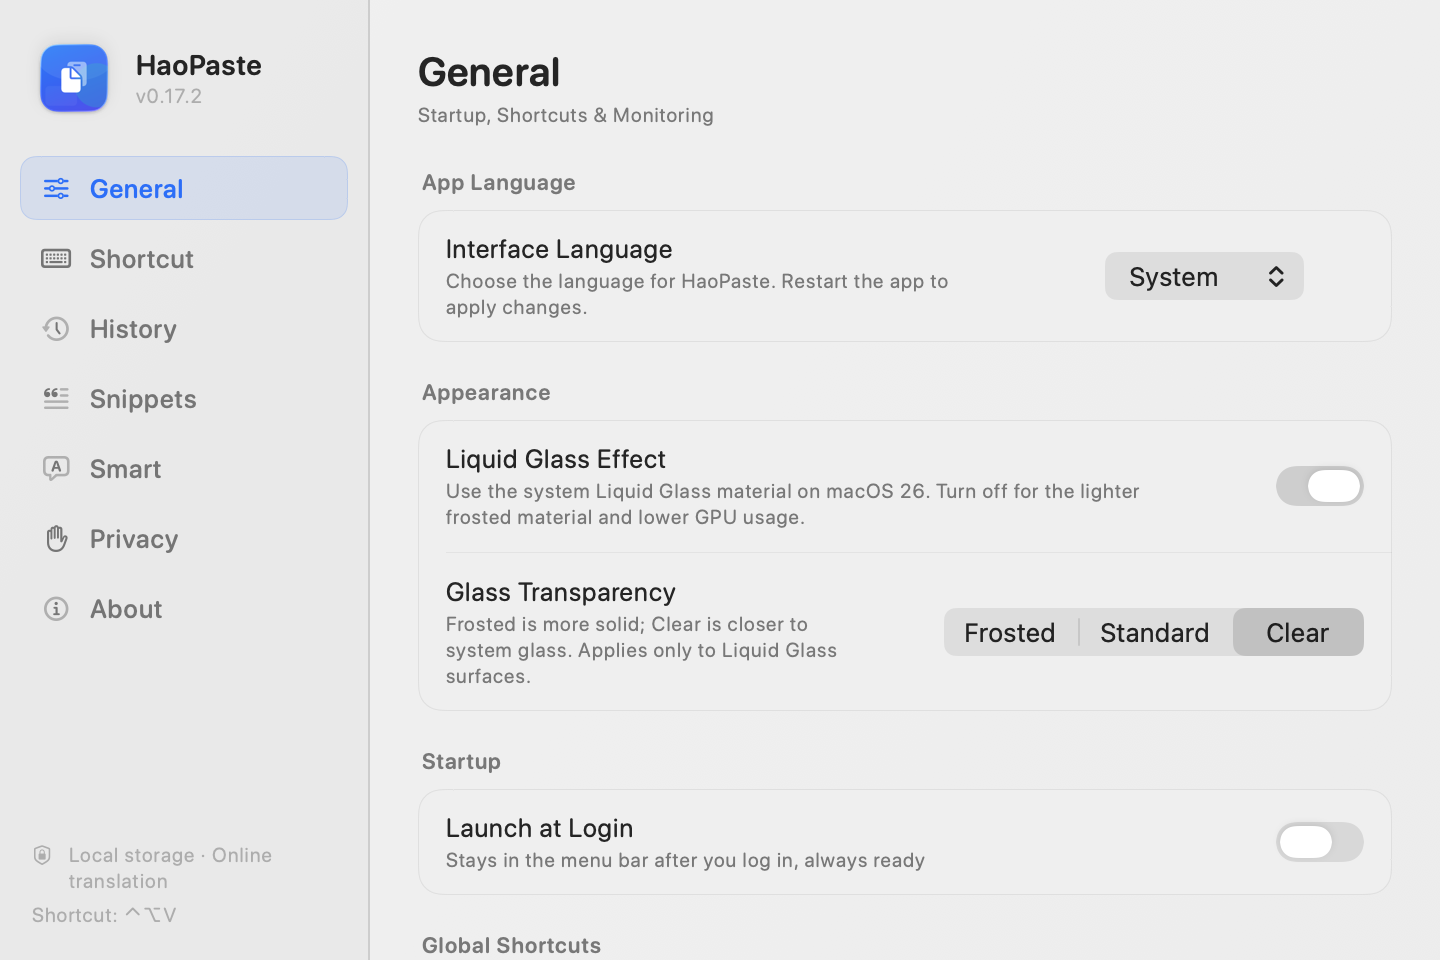 HaoPaste
v0.17.2
General
Shortcut
History
Snippets
Smart
Privacy
About
Local storage · Online
translation
Shortcut: ⌃⌥V
General
Startup, Shortcuts & Monitoring
App Language
Interface Language
Choose the language for HaoPaste. Restart the app to
apply changes.
System
Appearance
Liquid Glass Effect
Use the system Liquid Glass material on macOS 26. Turn off for the lighter
frosted material and lower GPU usage.
Glass Transparency
Frosted is more solid; Clear is closer to
system glass. Applies only to Liquid Glass
surfaces.
Frosted Standard Clear
Startup
Launch at Login
Stays in the menu bar after you log in, always ready
Global Shortcuts